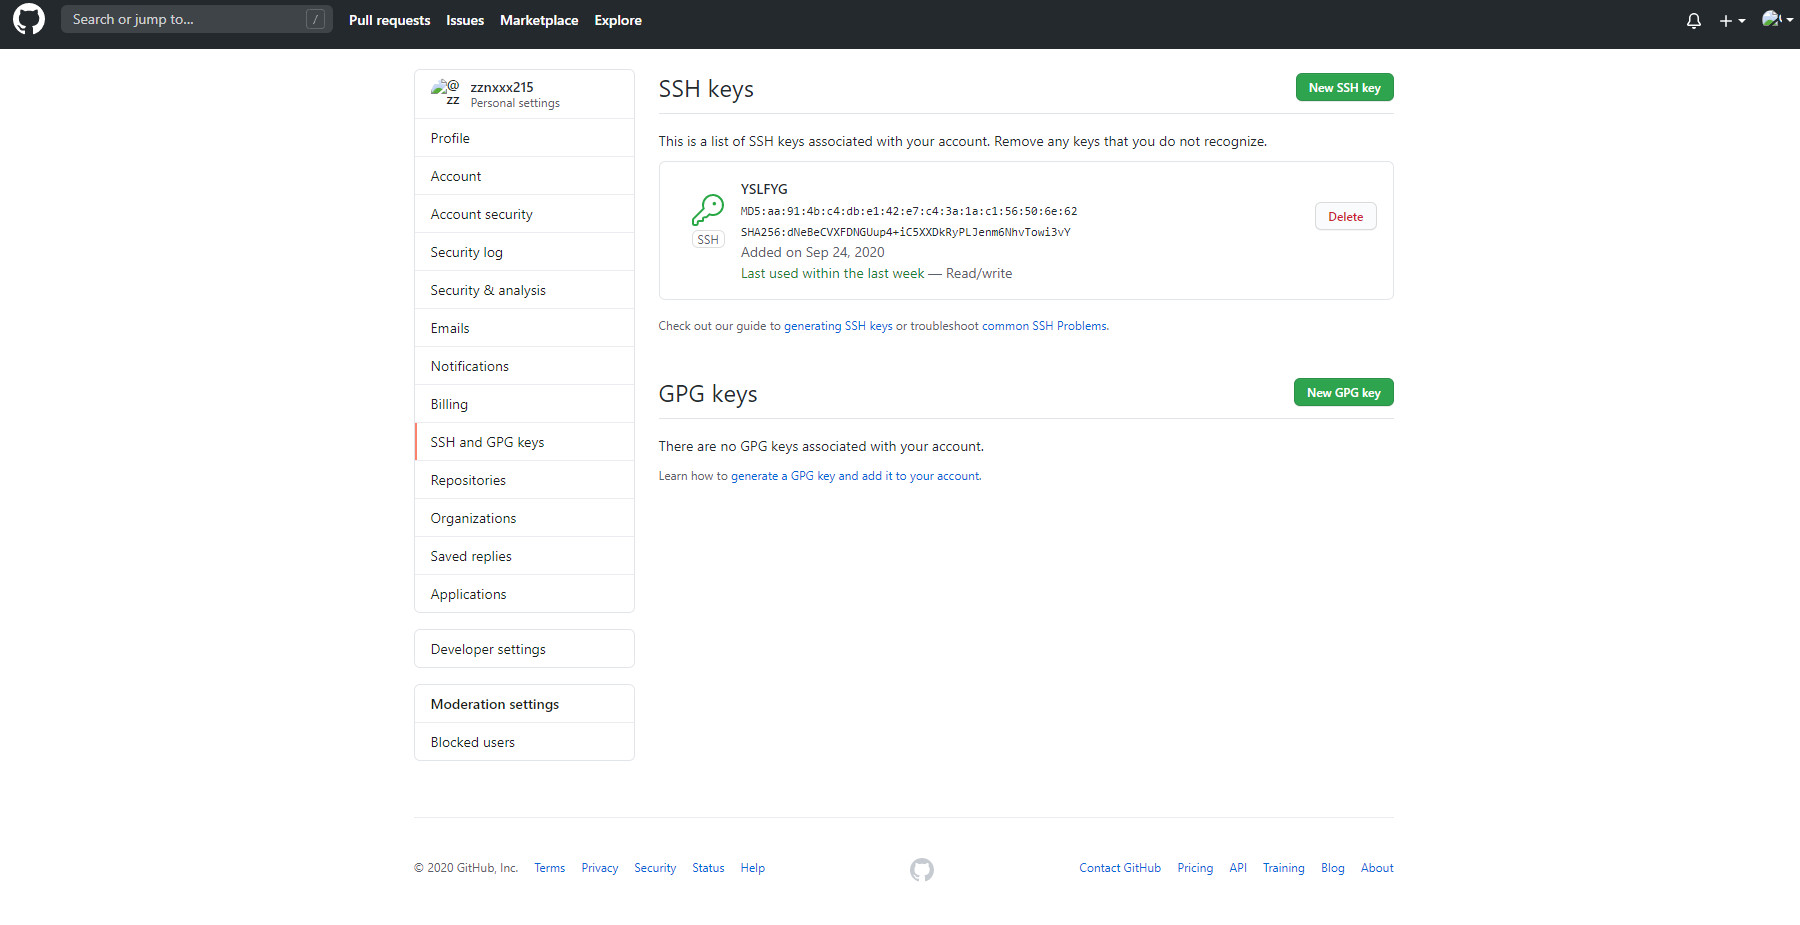 Search or jump to... /
Pull requests Issues Marketplace Explore
@zz
zznxxx215
Personal settings
Profile
Account
Account security
Security log
Security & analysis
Emails
Notifications
Billing
SSH and GPG keys
Repositories
Organizations
Saved replies
Applications
Developer settings
Moderation settings
Blocked users
SSH keys
New SSH key
This is a list of SSH keys associated with your account. Remove any keys that you do not recognize.
SSH
YSLFYG
MD5:aa:91:4b:c4:db:e1:42:e7:c4:3a:1a:c1:56:50:6e:62
SHA256:dNeBeCVXFDNGUup4+iC5XXDkRyPLJenm6NhvTowi3vY
Added on Sep 24, 2020
Last used within the last week — Read/write
Delete
Check out our guide to generating SSH keys or troubleshoot common SSH Problems.
GPG keys
New GPG key
There are no GPG keys associated with your account.
Learn how to generate a GPG key and add it to your account.
© 2020 GitHub, Inc. Terms Privacy Security Status Help
Contact GitHub Pricing API Training Blog About